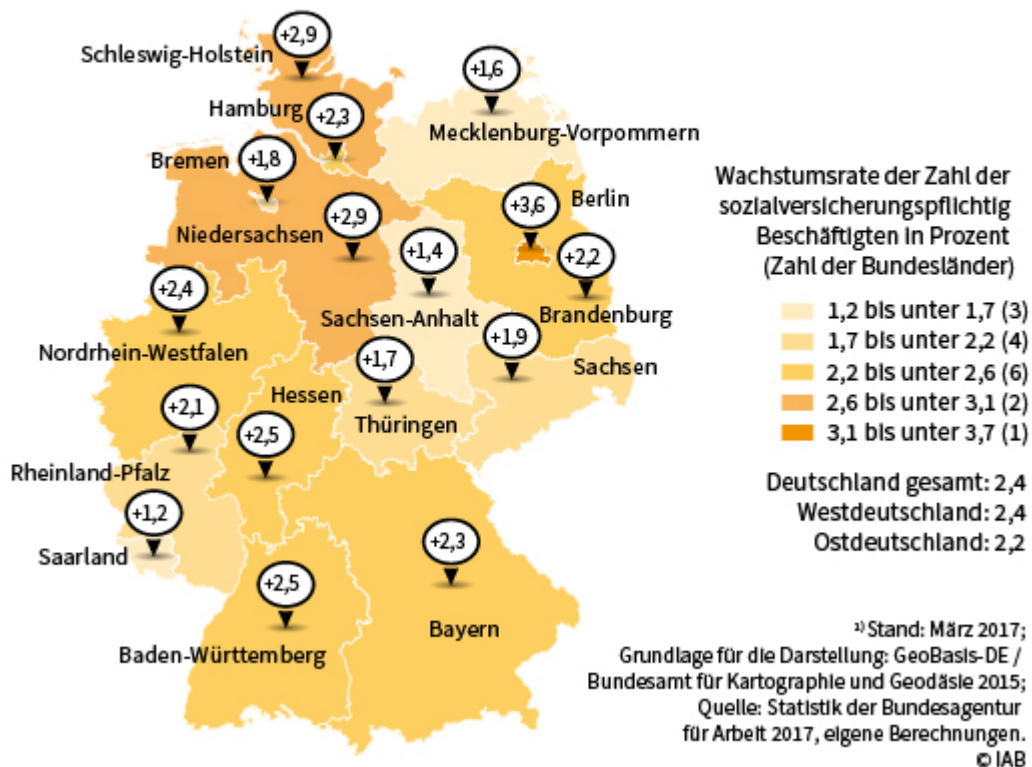 +2,9
Schleswig-Holstein
+1,6
Hamburg
+2,3
Mecklenburg-Vorpommern
Bremen
+1,8
Berlin
+3,6
+2,9
Niedersachsen
+1,4
+2,2
+2,4
Sachsen-Anhalt
Brandenburg
+1,9
Nordrhein-Westfalen
+1,7
Sachsen
Hessen
+2,1
Thüringen
+2,5
Rheinland-Pfalz
+1,2
Saarland
+2,3
+2,5
Bayern
Baden-Württemberg
Wachstumsrate der Zahl der
sozialversicherungspflichtig
Beschäftigten in Prozent
(Zahl der Bundesländer)
1,2 bis unter 1,7 (3)
1,7 bis unter 2,2 (4)
2,2 bis unter 2,6 (6)
2,6 bis unter 3,1 (2)
3,1 bis unter 3,7 (1)
Deutschland gesamt: 2,4
Westdeutschland: 2,4
Ostdeutschland: 2,2
¹⁾ Stand: März 2017;
Grundlage für die Darstellung: GeoBasis-DE /
Bundesamt für Kartographie und Geodäsie 2015;
Quelle: Statistik der Bundesagentur
für Arbeit 2017, eigene Berechnungen.
© IAB